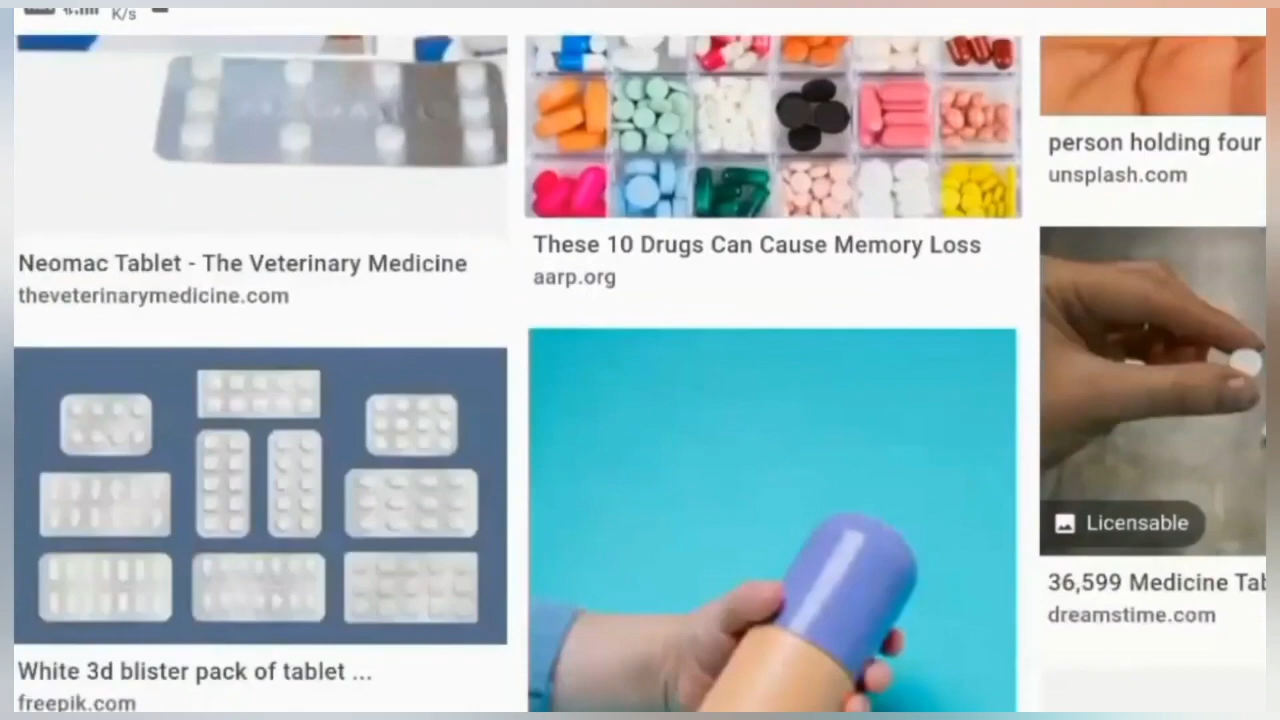 K/s
Neomac Tablet - The Veterinary Medicine
theveterinarymedicine.com
These 10 Drugs Can Cause Memory Loss
aarp.org
person holding four
unsplash.com
Licensable
36,599 Medicine Tab
dreamstime.com
White 3d blister pack of tablet ...
freepik.com